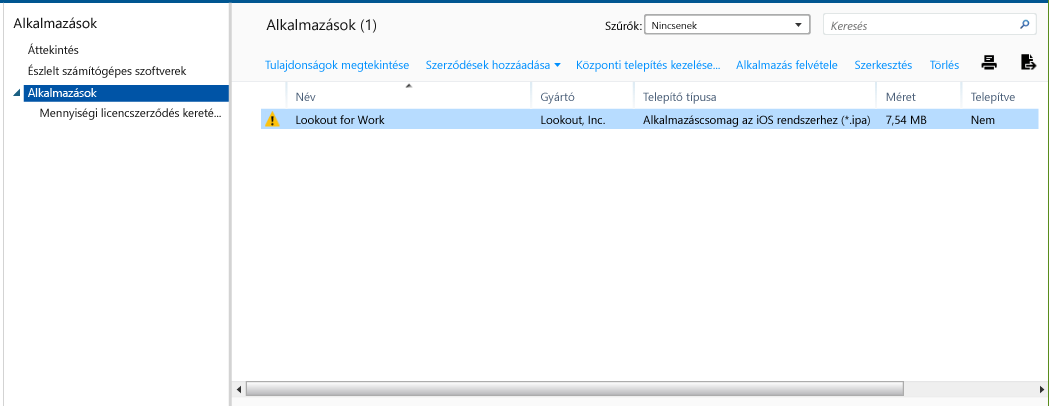 Alkalmazások
Áttekintés
Észlelt számítógépes szoftverek
Alkalmazások
Mennyiségi licencszerződés kereté...
Alkalmazások (1)
Szűrők: Nincsenek
Keresés
Tulajdonságok megtekintése Szerződések hozzáadása Központi telepítés kezelése... Alkalmazás felvétele Szerkesztés Törlés
Név Gyártó Telepítő típusa Méret Telepítve
Lookout for Work Lookout, Inc. Alkalmazáscsomag az iOS rendszerhez (*.ipa) 7,54 MB Nem